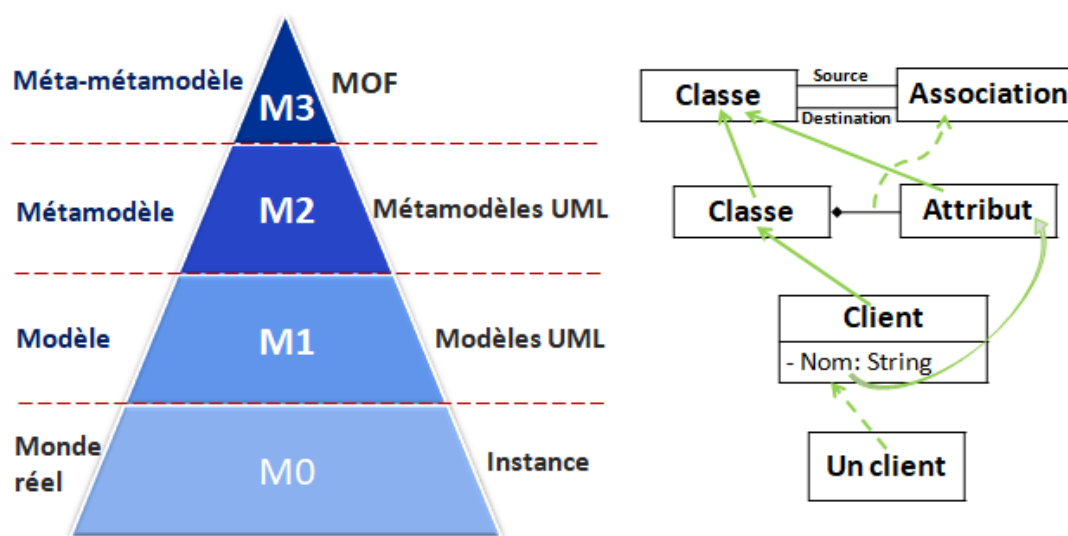 Méta-métamodèle
M3
MOF
Métamodèle
M2
Métamodèles UML
Modèle
M1
Modèles UML
Monde
réel
M0
Instance
Classe
Source
Destination
Association
Classe
Attribut
Client
- Nom: String
Un client